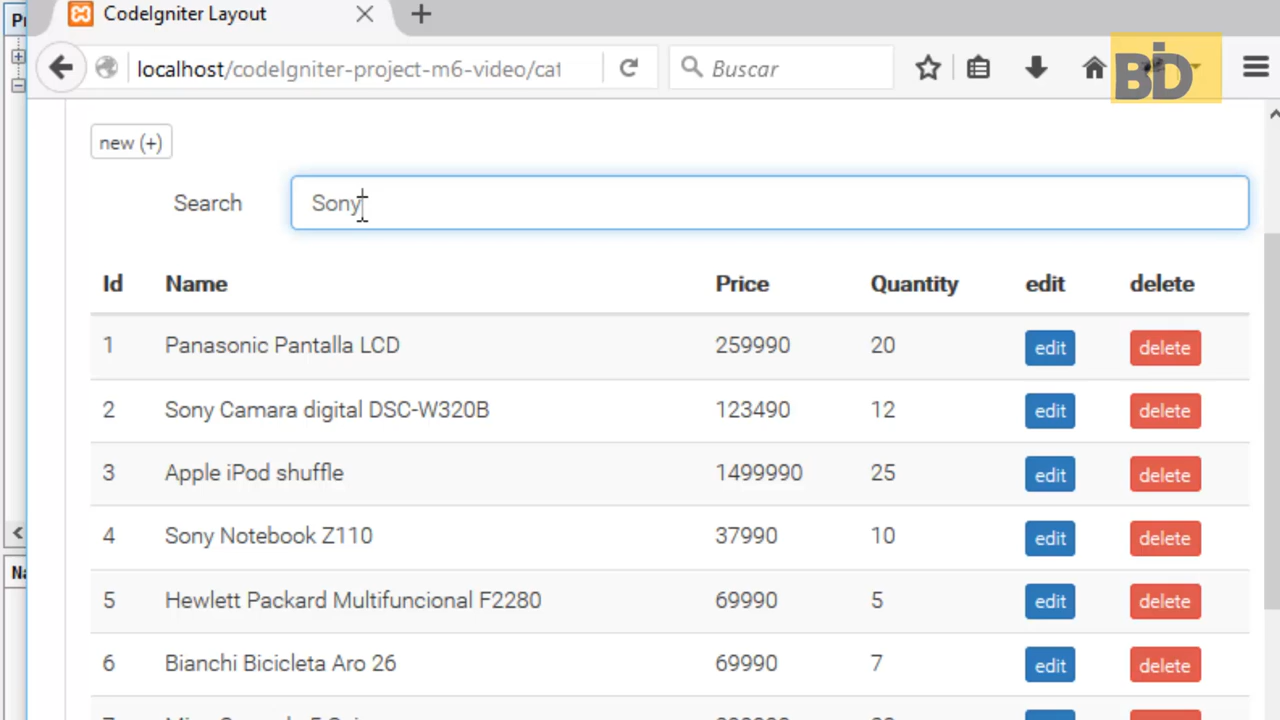 Pr
CodeIgniter Layout
localhost/codeIgniter-project-m6-video/cat
Buscar
BiD
new (+)
Search
Sony
Id Name Price Quantity edit delete
1 Panasonic Pantalla LCD 259990 20 edit delete
2 Sony Camara digital DSC-W320B 123490 12 edit delete
3 Apple iPod shuffle 1499990 25 edit delete
4 Sony Notebook Z110 37990 10 edit delete
5 Hewlett Packard Multifuncional F2280 69990 5 edit delete
Na
6 Bianchi Bicicleta Aro 26 69990 7 edit delete